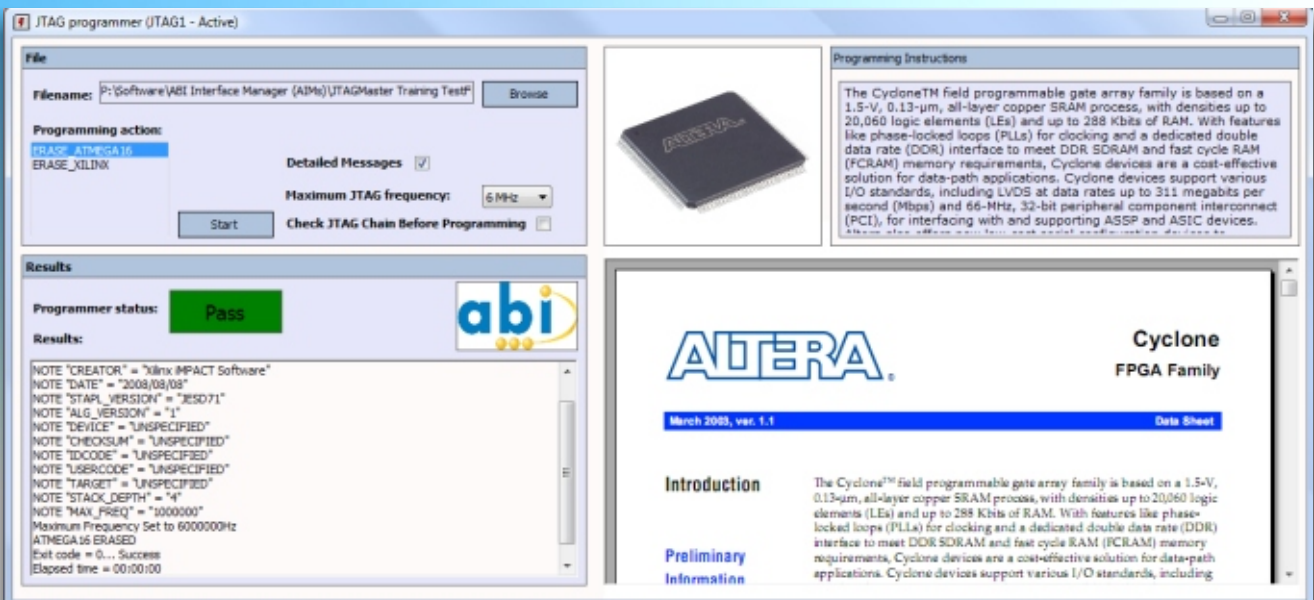 JTAG programmer (JTAG1 - Active)
File
Filename: P:\Software\ABI Interface Manager (AIMs)\JTAGMaster Training TestF
Browse
Programming action:
ERASE_ATMEGA16
ERASE_XILINX
Detailed Messages
Maximum JTAG frequency: 6 MHz
Start
Check JTAG Chain Before Programming
ALTERA
Programming Instructions
The CycloneTM field programmable gate array family is based on a
1.5-V, 0.13-µm, all-layer copper SRAM process, with densities up to
20,060 logic elements (LEs) and up to 288 Kbits of RAM. With features
like phase-locked loops (PLLs) for clocking and a dedicated double
data rate (DDR) interface to meet DDR SDRAM and fast cycle RAM
(FCRAM) memory requirements, Cyclone devices are a cost-effective
solution for data-path applications. Cyclone devices support various
I/O standards, including LVDS at data rates up to 311 megabits per
second (Mbps) and 66-MHz, 32-bit peripheral component interconnect
(PCI), for interfacing with and supporting ASSP and ASIC devices.
Results
Programmer status: Pass
abi
Results:
NOTE "CREATOR" = "Xilinx iMPACT Software"
NOTE "DATE" = "2008/08/08"
NOTE "STAPL_VERSION" = "JESD71"
NOTE "ALG_VERSION" = "1"
NOTE "DEVICE" = "UNSPECIFIED"
NOTE "CHECKSUM" = "UNSPECIFIED"
NOTE "IDCODE" = "UNSPECIFIED"
NOTE "USERCODE" = "UNSPECIFIED"
NOTE "TARGET" = "UNSPECIFIED"
NOTE "STACK_DEPTH" = "4"
NOTE "MAX_FREQ" = "1000000"
Maximum Frequency Set to 6000000Hz
ATMEGA16 ERASED
Exit code = 0... Success
Elapsed time = 00:00:00
ALTERA®
Cyclone
FPGA Family
March 2003, ver. 1.1
Data Sheet
Introduction
The Cyclone™ field programmable gate array family is based on a 1.5-V,
0.13-µm, all-layer copper SRAM process, with densities up to 20,060 logic
elements (LEs) and up to 288 Kbits of RAM. With features like phase-
locked loops (PLLs) for clocking and a dedicated double data rate (DDR)
interface to meet DDR SDRAM and fast cycle RAM (FCRAM) memory
requirements, Cyclone devices are a cost-effective solution for data-path
applications. Cyclone devices support various I/O standards, including
Preliminary
Information